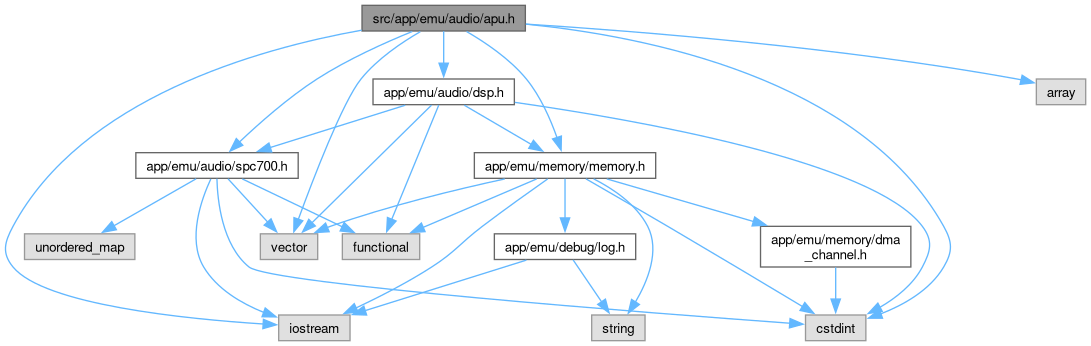 src/app/emu/audio/apu.h
app/emu/audio/dsp.h
array
app/emu/audio/spc700.h
app/emu/memory/memory.h
unordered_map
vector
functional
app/emu/debug/log.h
app/emu/memory/dma
_channel.h
iostream
string
cstdint